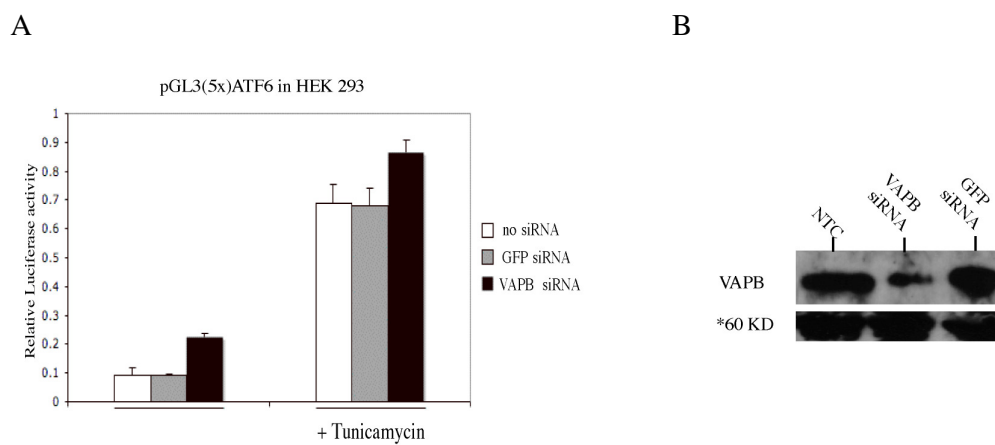 A
B
pGL3(5x)ATF6 in HEK 293
Relative Luciferase activity
1
0.9
0.8
0.7
0.6
0.5
0.4
0.3
0.2
0.1
0
+ Tunicamycin
no siRNA
GFP siRNA
VAPB siRNA
NTC
VAPB
siRNA
GFP
siRNA
VAPB
*60 KD